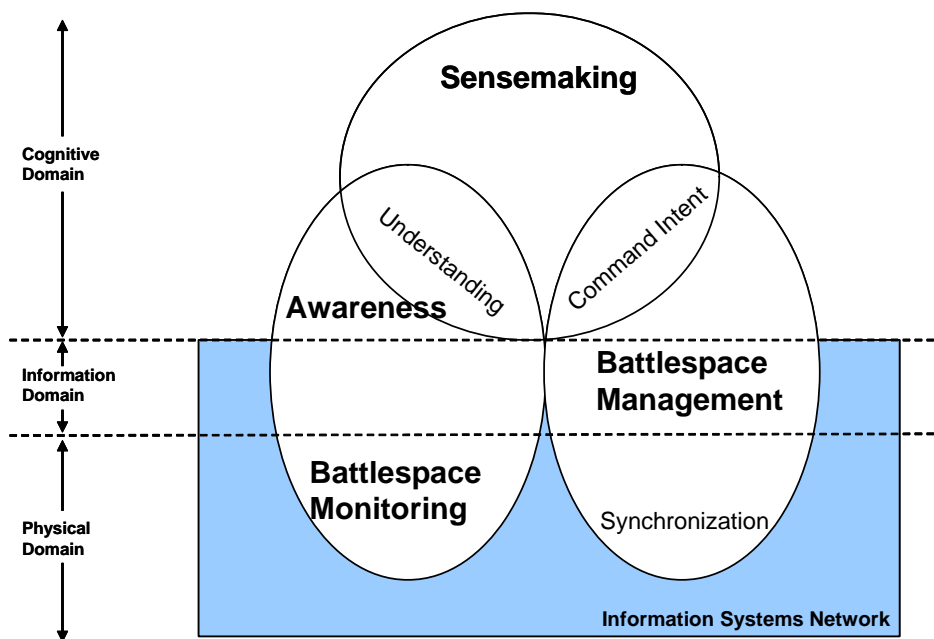 Sensemaking
Cognitive
Domain
Understanding
Command Intent
Awareness
Information
Domain
Battlespace
Management
Battlespace
Monitoring
Physical
Domain
Synchronization
Information Systems Network